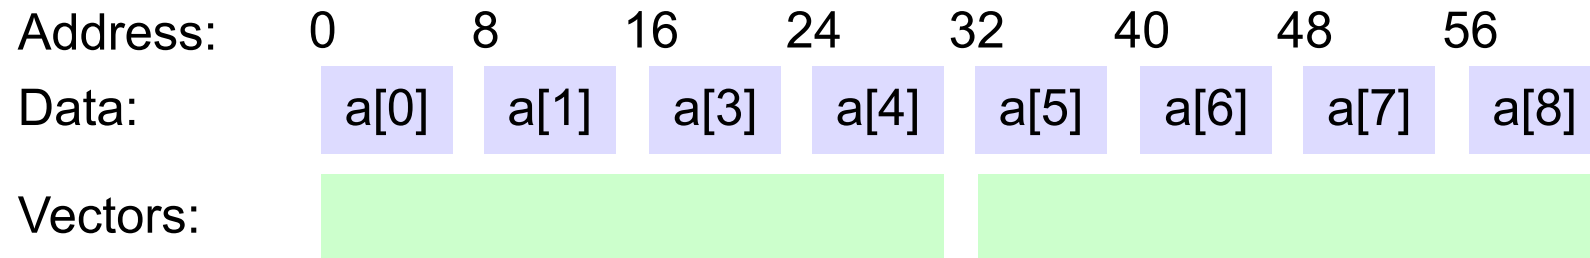 Address: 0 8 16 24 32 40 48 56
Data: a[0] a[1] a[3] a[4] a[5] a[6] a[7] a[8]
Vectors: